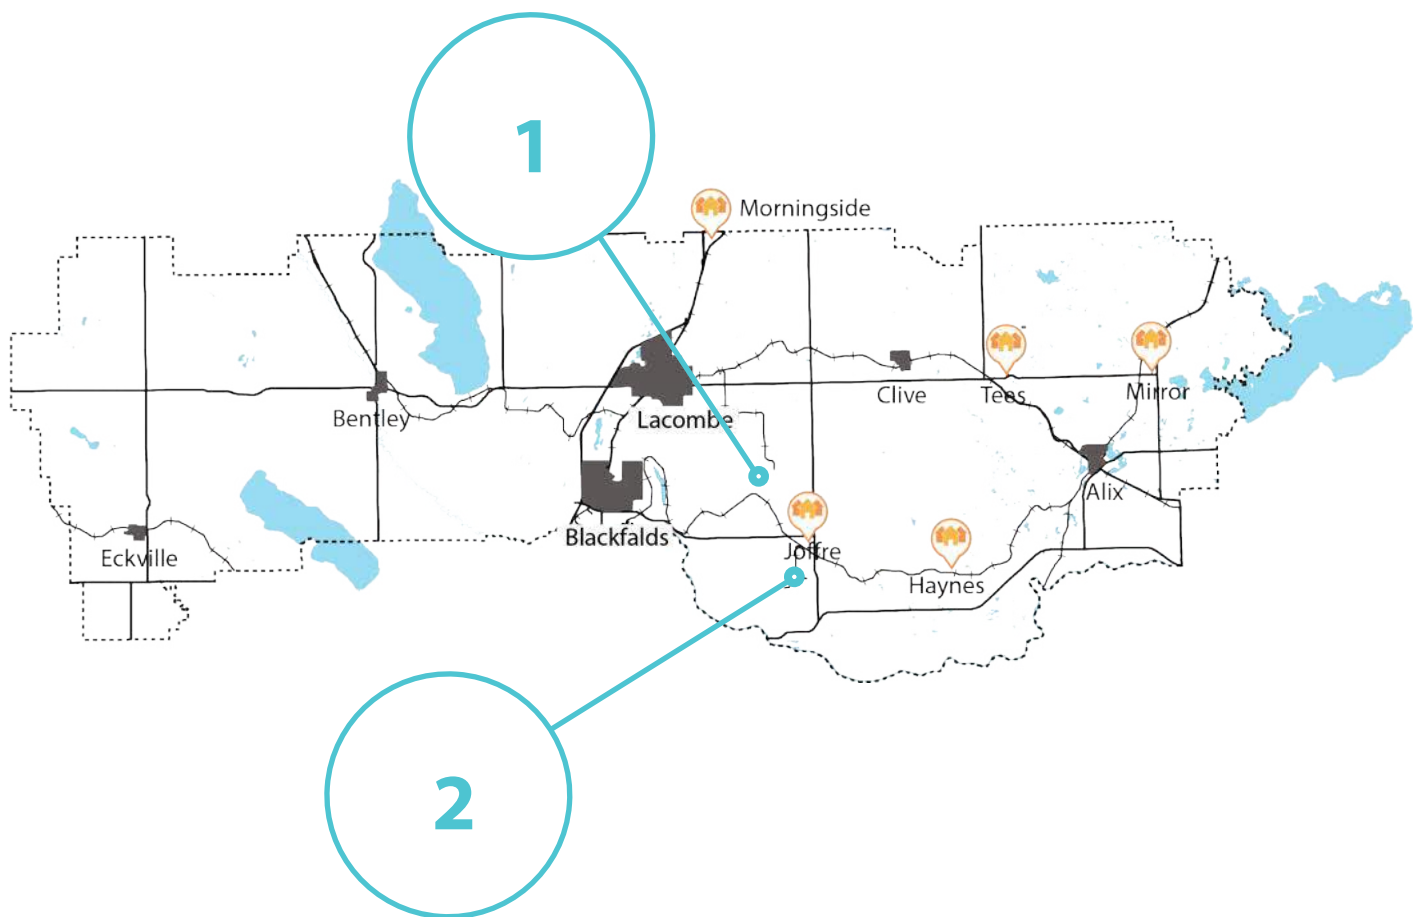 1
Morningside
Bentley
Lacombe
Clive
Tees
Mirror
Alix
Eckville
Blackfalds
Joffre
Haynes
2